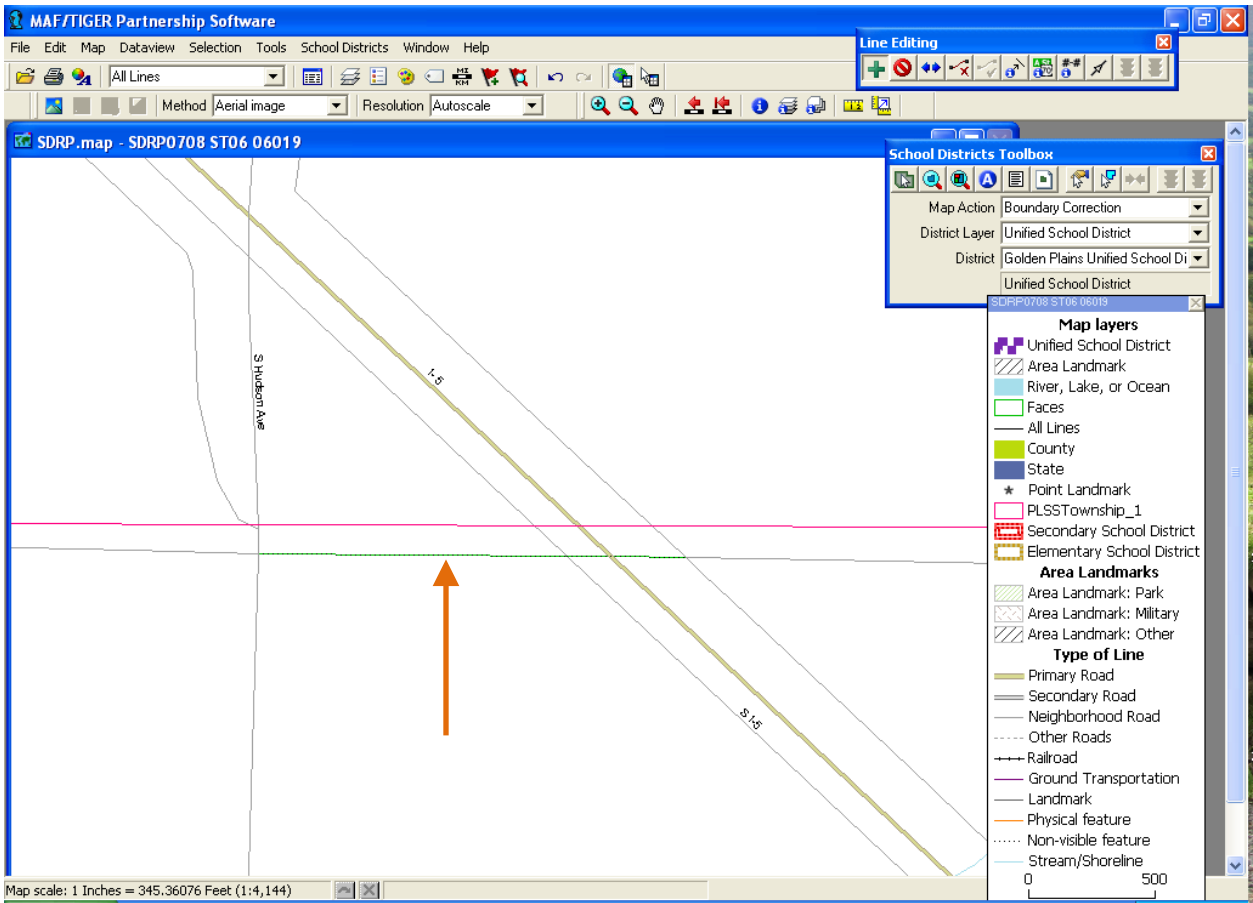 MAF/TIGER Partnership Software
File Edit Map Dataview Selection Tools School Districts Window Help
Line Editing
All Lines
MI
KM
Method Aerial image Resolution Autoscale
SDRP.map - SDRP0708 ST06 06019
School Districts Toolbox
A
Map Action Boundary Correction
District Layer Unified School District
District Golden Plains Unified School Di
Unified School District
SDRP0708 ST06 06019
Map layers
Unified School District
Area Landmark
River, Lake, or Ocean
Faces
All Lines
County
State
Point Landmark
PLSSTownship_1
Secondary School District
Elementary School District
Area Landmarks
Area Landmark: Park
Area Landmark: Military
Area Landmark: Other
Type of Line
Primary Road
Secondary Road
Neighborhood Road
Other Roads
Railroad
Ground Transportation
Landmark
Physical feature
Non-visible feature
Stream/Shoreline
0 500
S Hudson Ave
I- 5
S I-5
Map scale: 1 Inches = 345.36076 Feet (1:4,144)